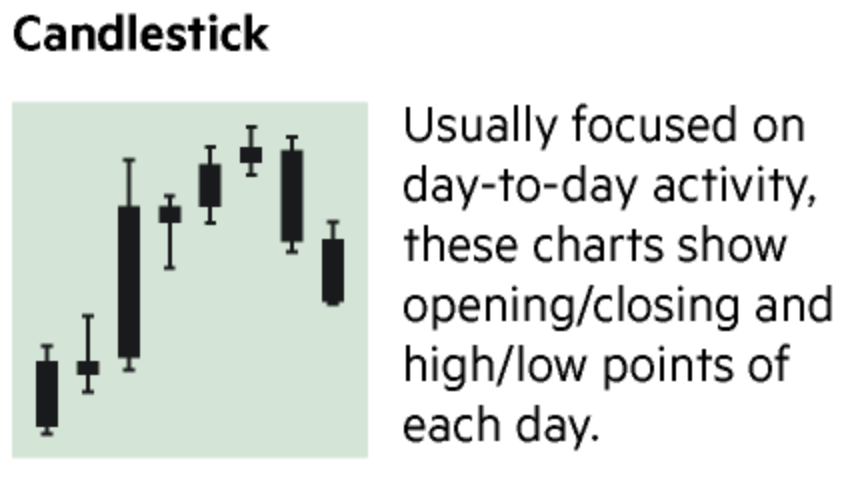 Candlestick
Usually focused on
day-to-day activity,
these charts show
opening/closing and
high/low points of
each day.